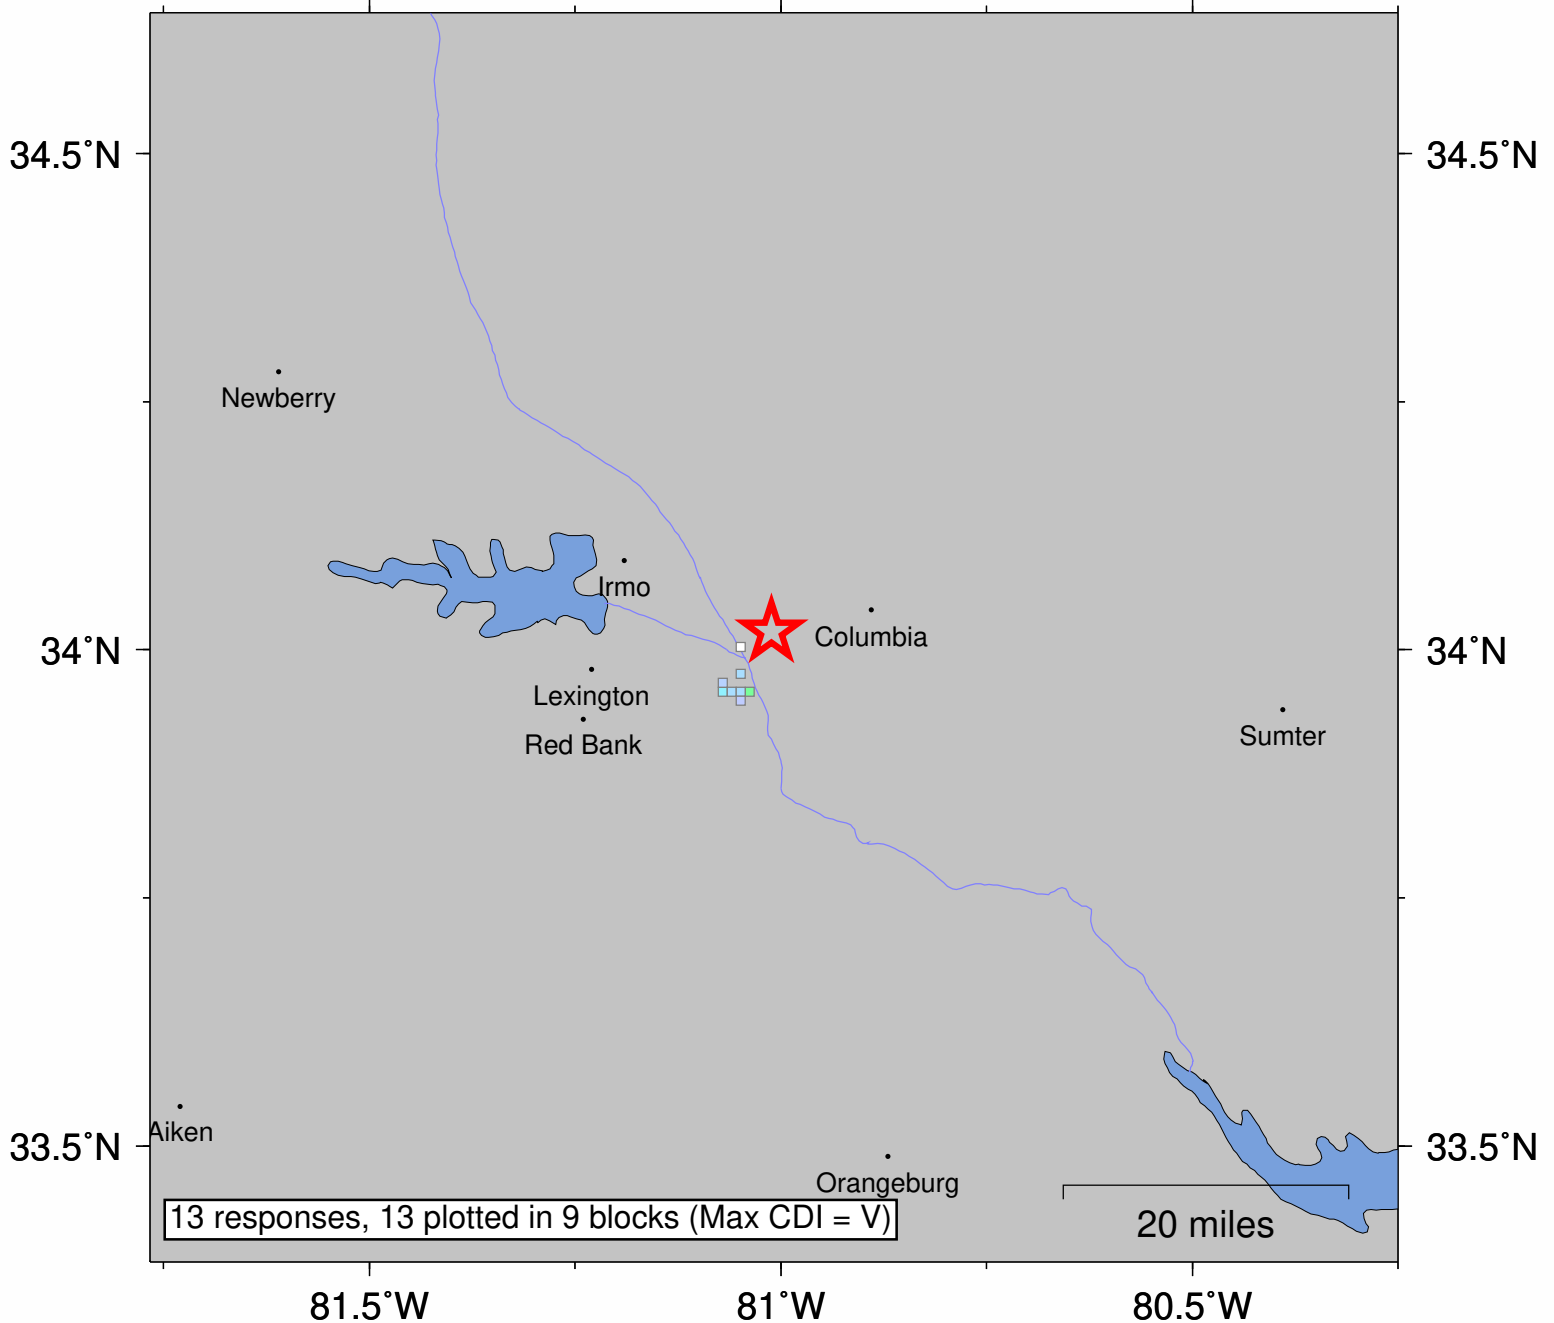 34.5°N
34.5°N
Newberry
Irmo
Columbia
34°N
34°N
Lexington
Red Bank
Sumter
Aiken
33.5°N
33.5°N
Orangeburg
13 responses, 13 plotted in 9 blocks (Max CDI = V)
20 miles
81.5°W
81°W
80.5°W